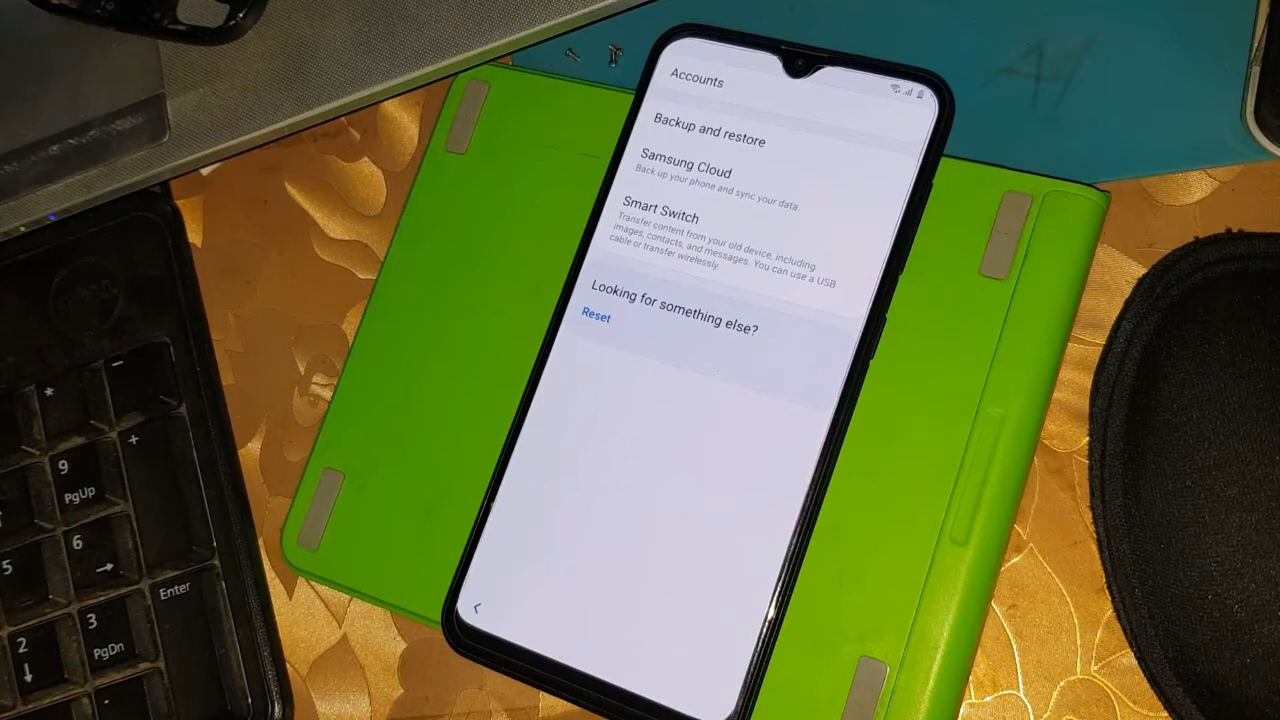 Accounts
Backup and restore
Samsung Cloud
Back up your phone and sync your data.
Smart Switch
Transfer content from your old device, including
images, contacts, and messages. You can use a USB
cable or transfer wirelessly.
Looking for something else?
Reset
*
-
+
9
PgUp
5
6
→
Enter
2
↓
3
PgDn
.